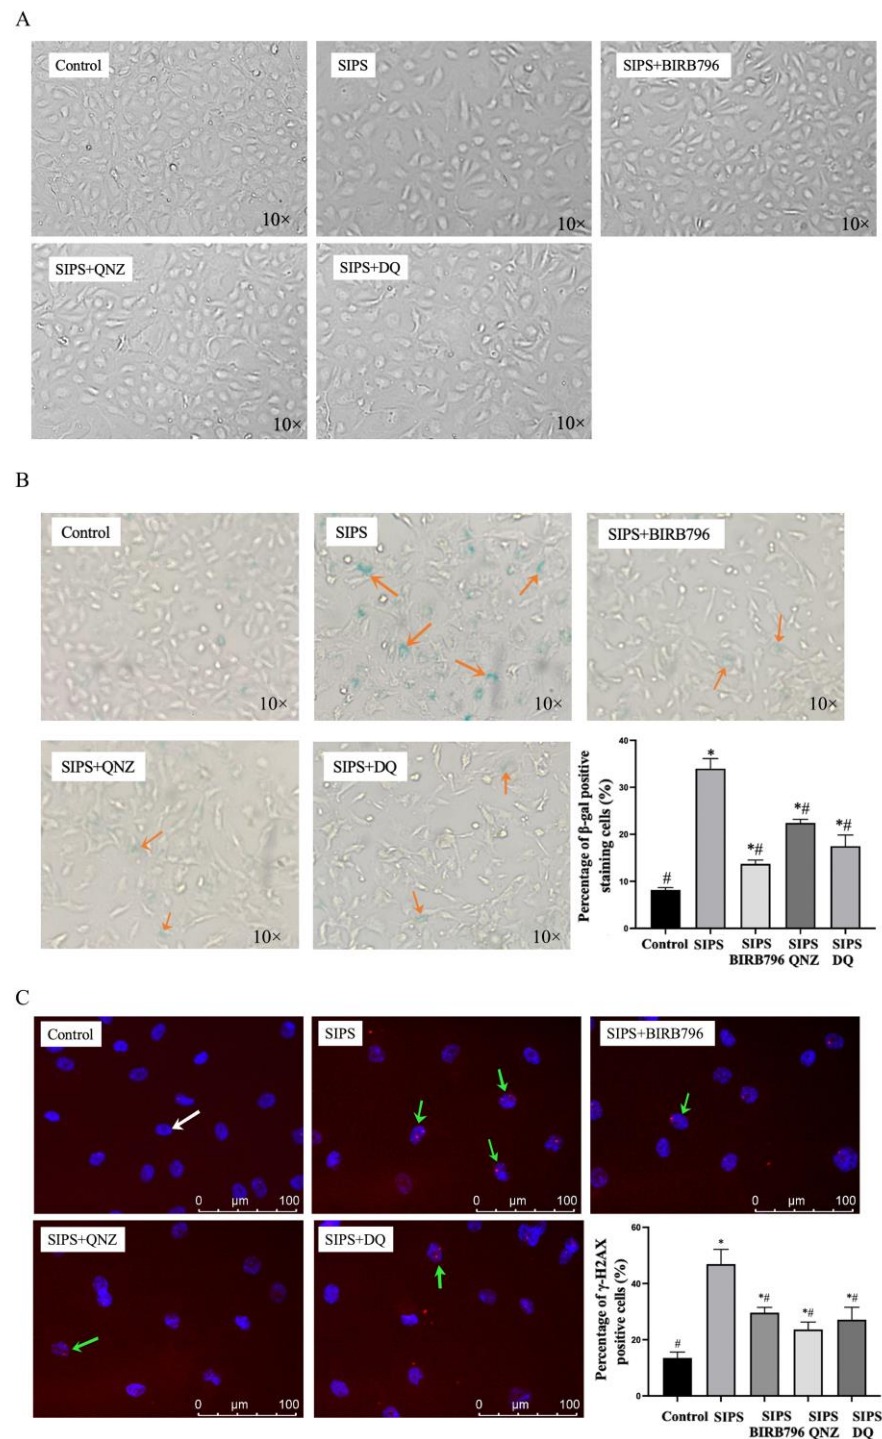 A
Control
10×
SIPS
10×
SIPS+BIRB796
10×
SIPS+QNZ
10×
SIPS+DQ
10×
B
Control
10×
SIPS
10×
SIPS+BIRB796
10×
SIPS+QNZ
10×
SIPS+DQ
10×
Percentage of β-gal positive
staining cells (%)
40
30
20
10
0
#
*
*#
*#
*#
Control
SIPS
SIPS
BIRB796
SIPS
QNZ
SIPS
DQ
C
Control
0 µm 100
SIPS
0 µm 100
SIPS+BIRB796
0 µm 100
SIPS+QNZ
0 µm 100
SIPS+DQ
0 µm 100
Percentage of γ-H2AX
positive cells (%)
60
40
20
0
#
*
*#
*#
*#
Control
SIPS
SIPS
BIRB796
SIPS
QNZ
SIPS
DQ